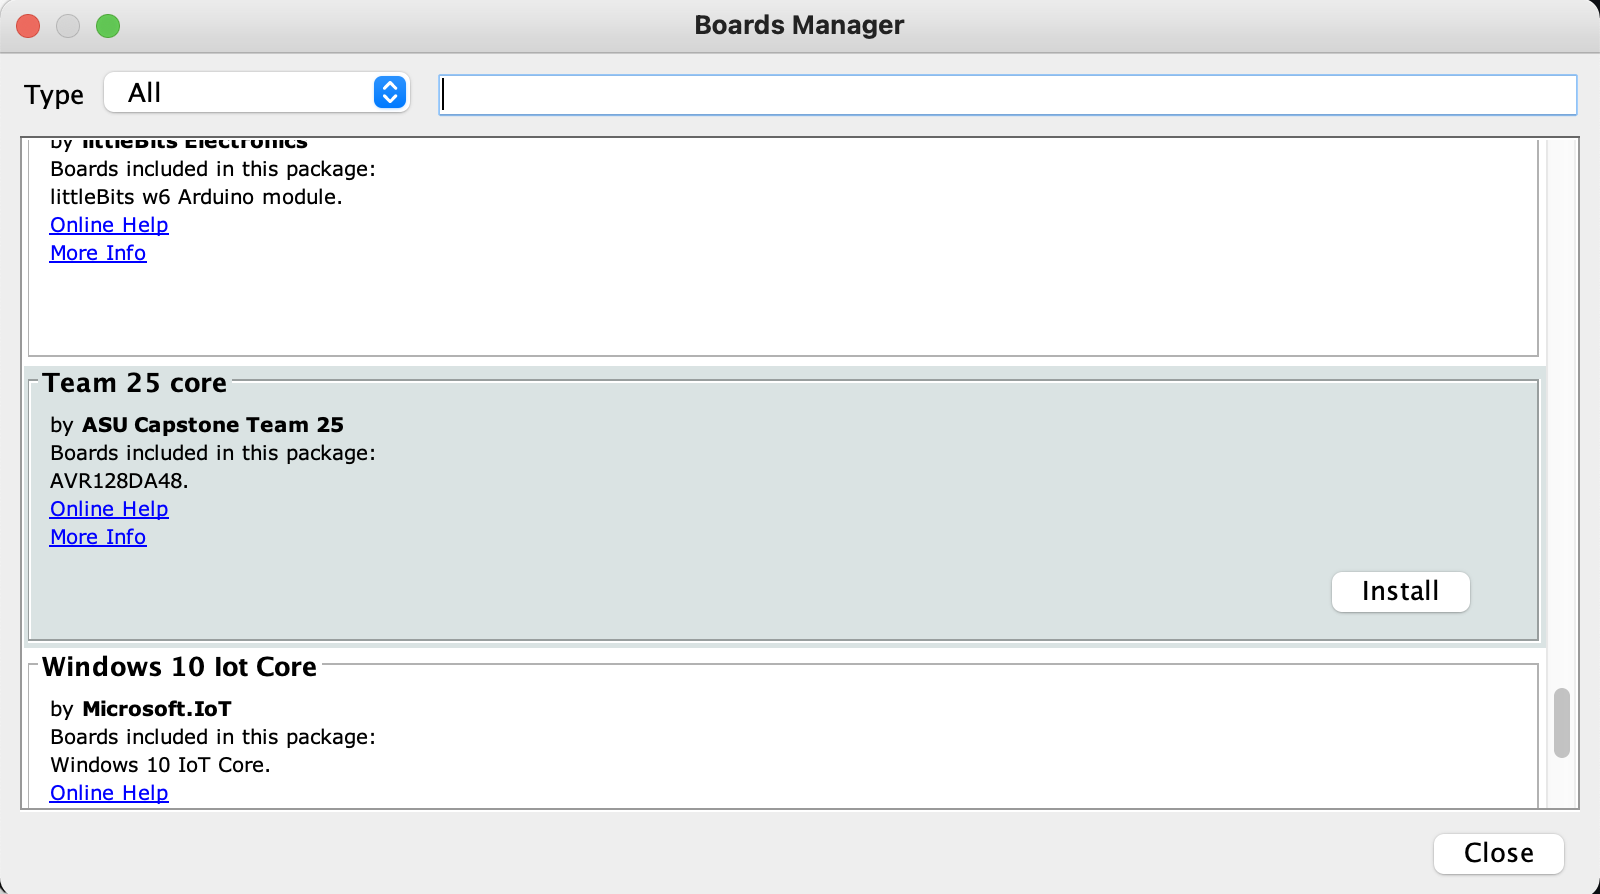 Boards Manager
Type All
by littleBits Electronics
Boards included in this package:
littleBits w6 Arduino module.
Online Help
More Info
Team 25 core
by ASU Capstone Team 25
Boards included in this package:
AVR128DA48.
Online Help
More Info
Install
Windows 10 Iot Core
by Microsoft.IoT
Boards included in this package:
Windows 10 IoT Core.
Online Help
Close